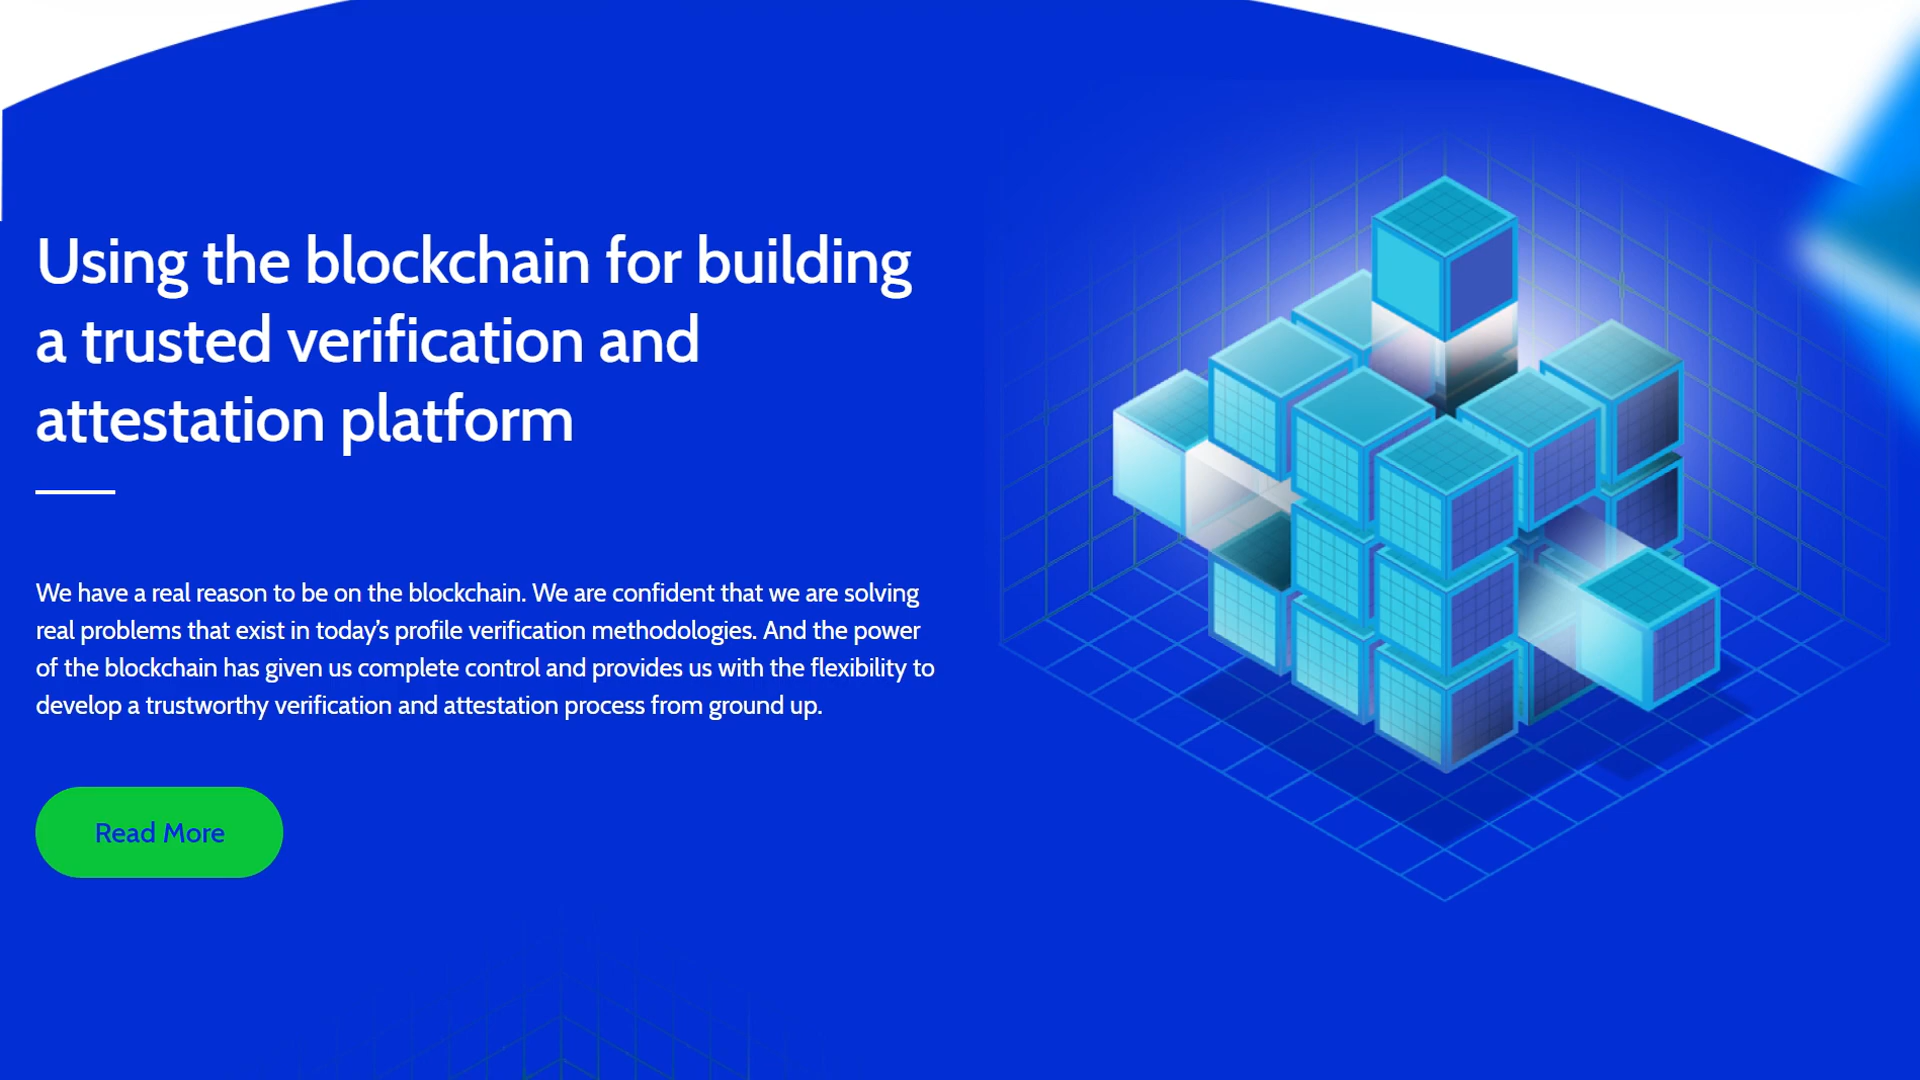 Using the blockchain for building
a trusted verification and
attestation platform
We have a real reason to be on the blockchain. We are confident that we are solving
real problems that exist in today's profile verification methodologies. And the power
of the blockchain has given us complete control and provides us with the flexibility to
develop a trustworthy verification and attestation process from ground up.
Read More